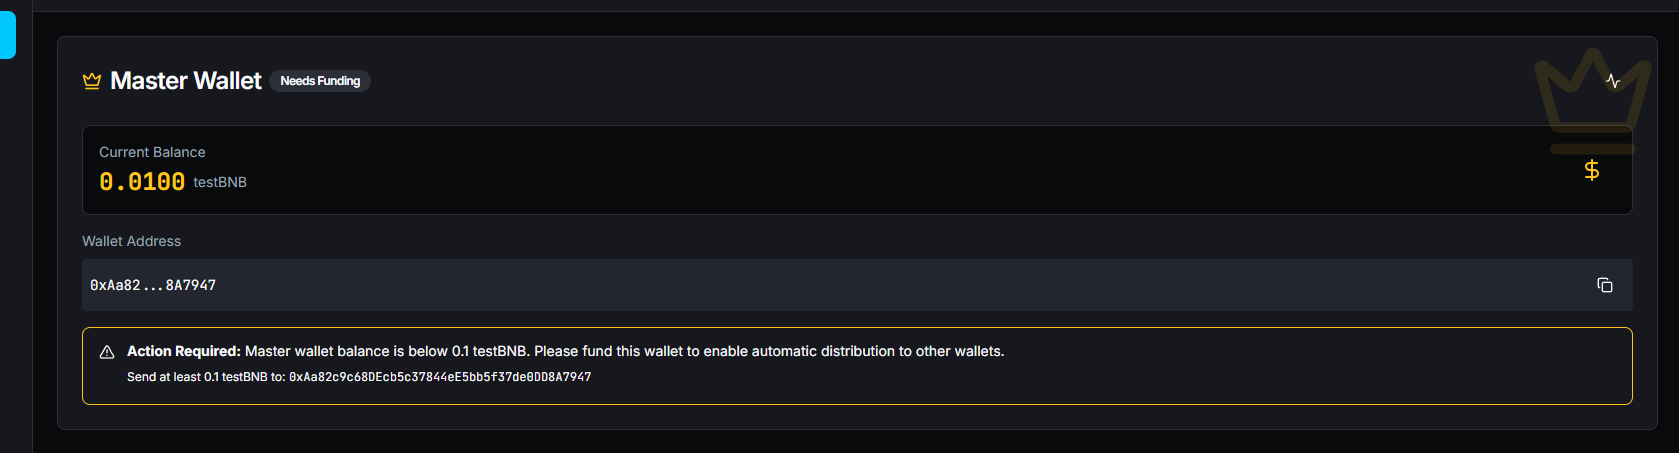 Master Wallet Needs Funding
Current Balance
0.0100 testBNB
$
Wallet Address
0xAa82...8A7947
Action Required: Master wallet balance is below 0.1 testBNB. Please fund this wallet to enable automatic distribution to other wallets.
Send at least 0.1 testBNB to: 0xAa82c9c68DEcb5c37844eE5bb5f37de0DD8A7947